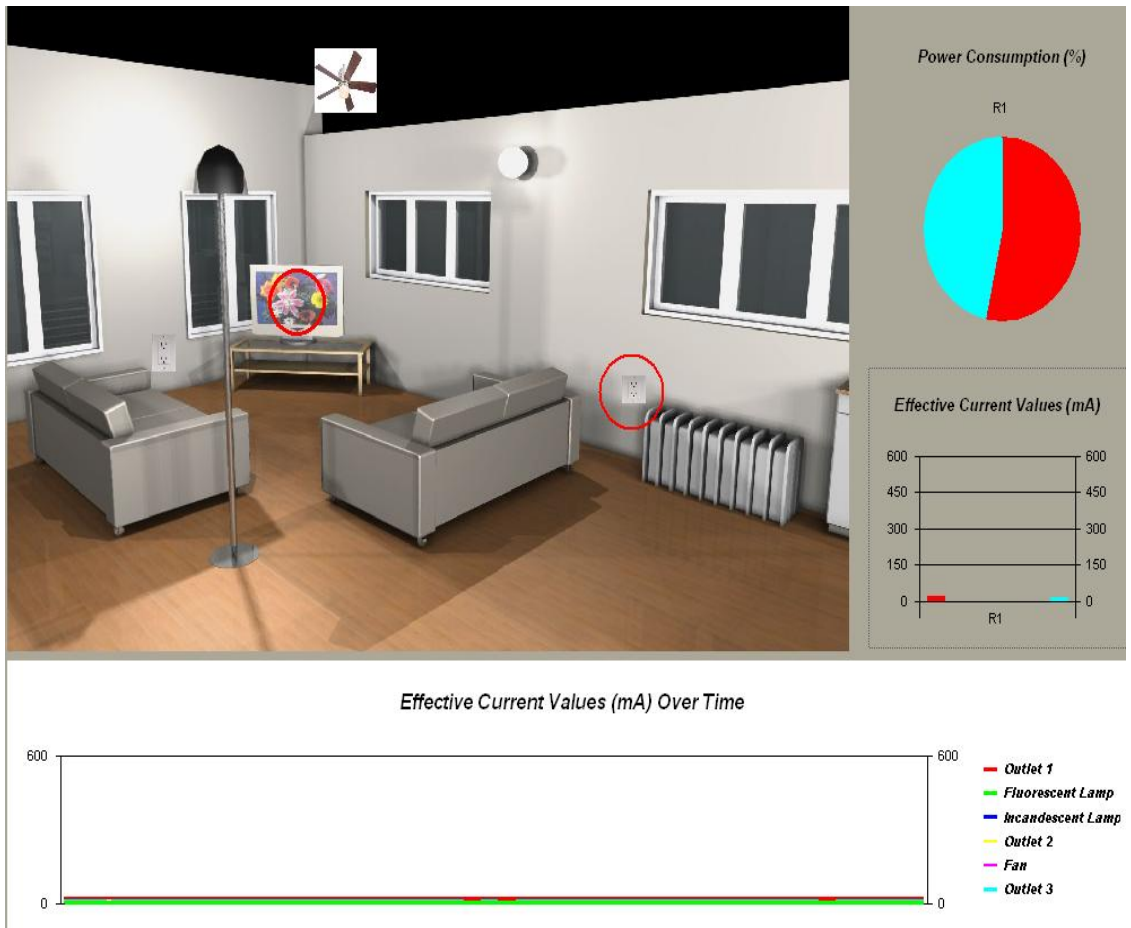 Power Consumption (%)
R1
Effective Current Values (mA)
600 600
450 450
300 300
150 150
0 0
R1
Effective Current Values (mA) Over Time
600 600
0 0
Outlet 1
Fluorescent Lamp
Incandescent Lamp
Outlet 2
Fan
Outlet 3